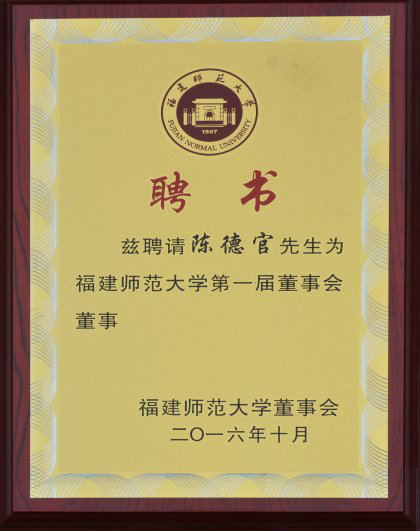 福建师范大学
FUJIAN NORMAL UNIVERSITY
1907
聘书
兹聘请陈德官先生为
福建师范大学第一届董事会
董事
福建师范大学董事会
二〇一六年十月